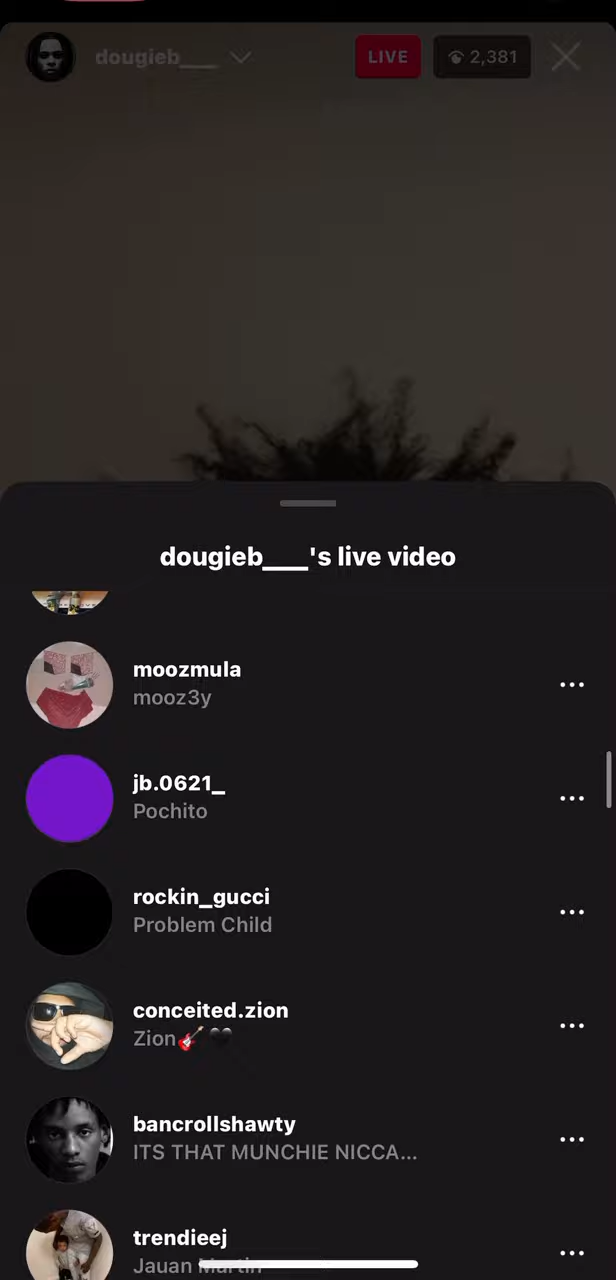 dougieb___
LIVE
2,381
dougieb___'s live video
moozmula
mooz3y
jb.0621_
Pochito
rockin_gucci
Problem Child
conceited.zion
Zion🎸🖤
bancrollshawty
ITS THAT MUNCHIE NICCA...
trendieej
Jauan Martin